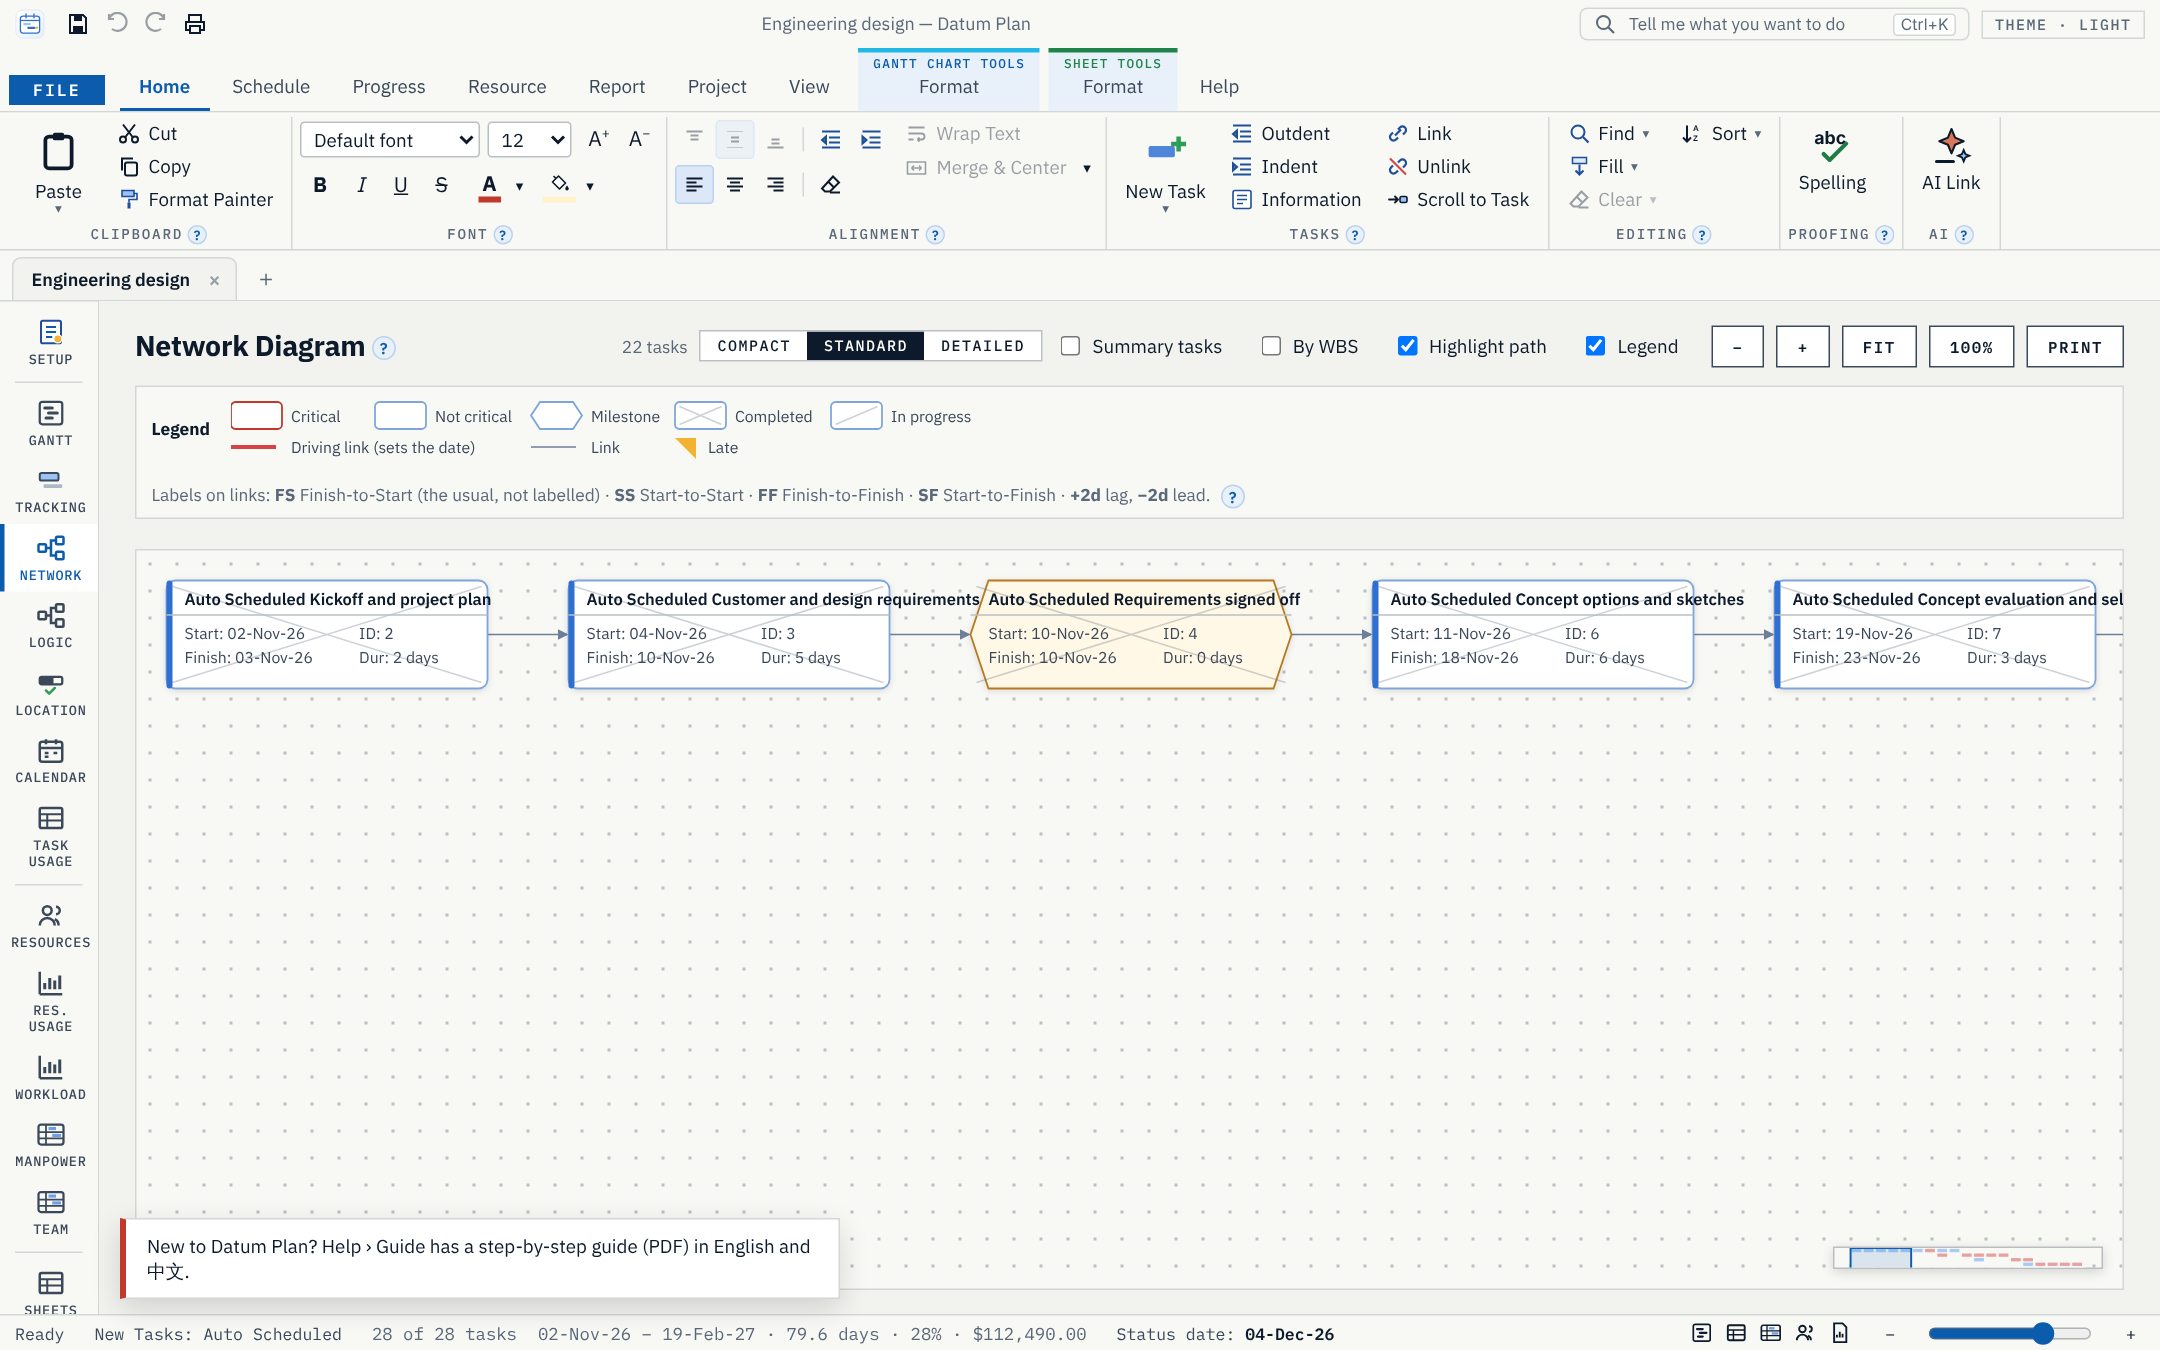 Engineering design — Datum Plan
Tell me what you want to do
Ctrl+K
THEME · LIGHT
FILE
Home
Schedule
Progress
Resource
Report
Project
View
GANTT CHART TOOLS
Format
SHEET TOOLS
Format
Help
Paste
Cut
Copy
Format Painter
CLIPBOARD ?
Default font
12
A+ A−
B I U S A
FONT ?
Wrap Text
Merge & Center
ALIGNMENT ?
New Task
Outdent
Indent
Information
Link
Unlink
Scroll to Task
TASKS ?
Find
Fill
Clear
Sort
EDITING ?
abc
Spelling
PROOFING ?
AI Link
AI ?
Engineering design × +
SETUP
GANTT
TRACKING
NETWORK
LOGIC
LOCATION
CALENDAR
TASK
USAGE
RESOURCES
RES.
USAGE
WORKLOAD
MANPOWER
TEAM
SHEETS
Network Diagram ?
22 tasks
COMPACT
STANDARD
DETAILED
Summary tasks
By WBS
Highlight path
Legend
–
+
FIT
100%
PRINT
Legend
Critical
Not critical
Milestone
Completed
In progress
Driving link (sets the date)
Link
Late
Labels on links: FS Finish-to-Start (the usual, not labelled) · SS Start-to-Start · FF Finish-to-Finish · SF Start-to-Finish · +2d lag, −2d lead. ?
Auto Scheduled Kickoff and project plan
Start: 02-Nov-26 ID: 2
Finish: 03-Nov-26 Dur: 2 days
Auto Scheduled Customer and design requirements
Start: 04-Nov-26 ID: 3
Finish: 10-Nov-26 Dur: 5 days
Auto Scheduled Requirements signed off
Start: 10-Nov-26 ID: 4
Finish: 10-Nov-26 Dur: 0 days
Auto Scheduled Concept options and sketches
Start: 11-Nov-26 ID: 6
Finish: 18-Nov-26 Dur: 6 days
Auto Scheduled Concept evaluation and sel
Start: 19-Nov-26 ID: 7
Finish: 23-Nov-26 Dur: 3 days
New to Datum Plan? Help › Guide has a step-by-step guide (PDF) in English and
中文.
Ready
New Tasks: Auto Scheduled
28 of 28 tasks
02-Nov-26 – 19-Feb-27 · 79.6 days · 28% · $112,490.00
Status date: 04-Dec-26
– +